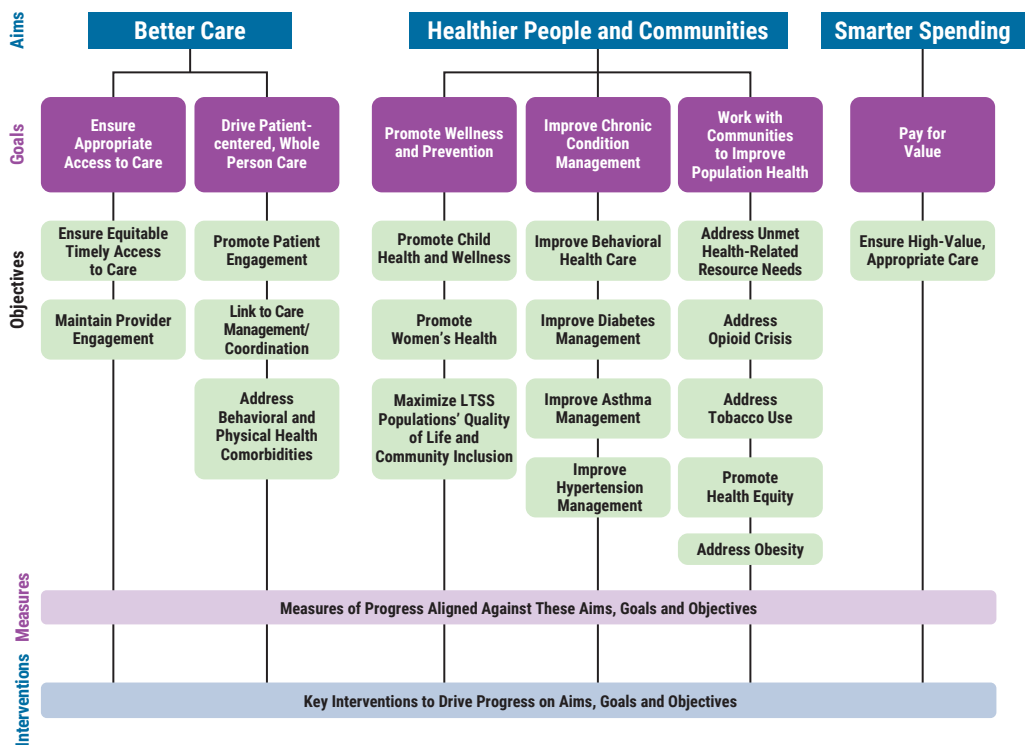 Aims
Better Care
Healthier People and Communities
Smarter Spending
Goals
Ensure
Appropriate
Access to Care
Drive Patient-
centered, Whole
Person Care
Promote Wellness
and Prevention
Improve Chronic
Condition
Management
Work with
Communities
to Improve
Population Health
Pay for
Value
Objectives
Ensure Equitable
Timely Access
to Care
Maintain Provider
Engagement
Promote Patient
Engagement
Link to Care
Management/
Coordination
Address
Behavioral and
Physical Health
Comorbidities
Promote Child
Health and Wellness
Promote
Women’s Health
Maximize LTSS
Populations’ Quality
of Life and
Community Inclusion
Improve Behavioral
Health Care
Improve Diabetes
Management
Improve Asthma
Management
Improve
Hypertension
Management
Address Unmet
Health-Related
Resource Needs
Address
Opioid Crisis
Address
Tobacco Use
Promote
Health Equity
Address Obesity
Ensure High-Value,
Appropriate Care
Measures
Measures of Progress Aligned Against These Aims, Goals and Objectives
Interventions
Key Interventions to Drive Progress on Aims, Goals and Objectives